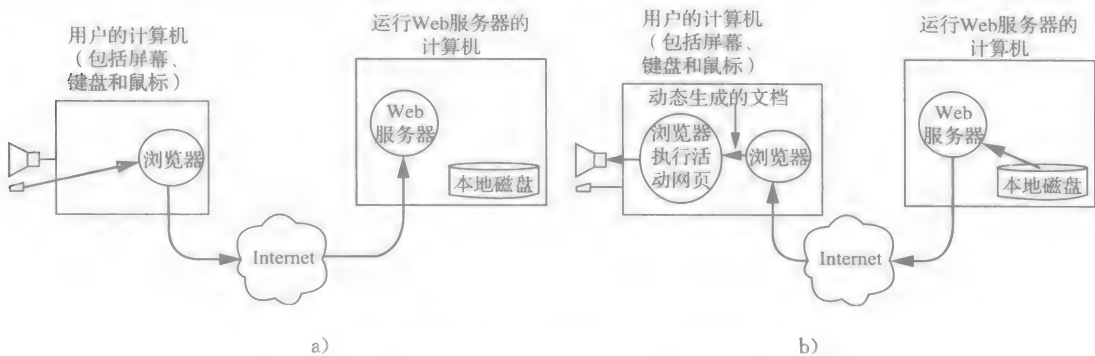 用户的计算机
（包括屏幕、
键盘和鼠标）
运行Web服务器的
计算机
Web
服务器
浏览器
本地磁盘
Internet
a）
用户的计算机
（包括屏幕、
键盘和鼠标）
运行Web服务器的
计算机
动态生成的文档
浏览器
执行活
动网页
浏览器
Web
服务器
本地磁盘
Internet
b）